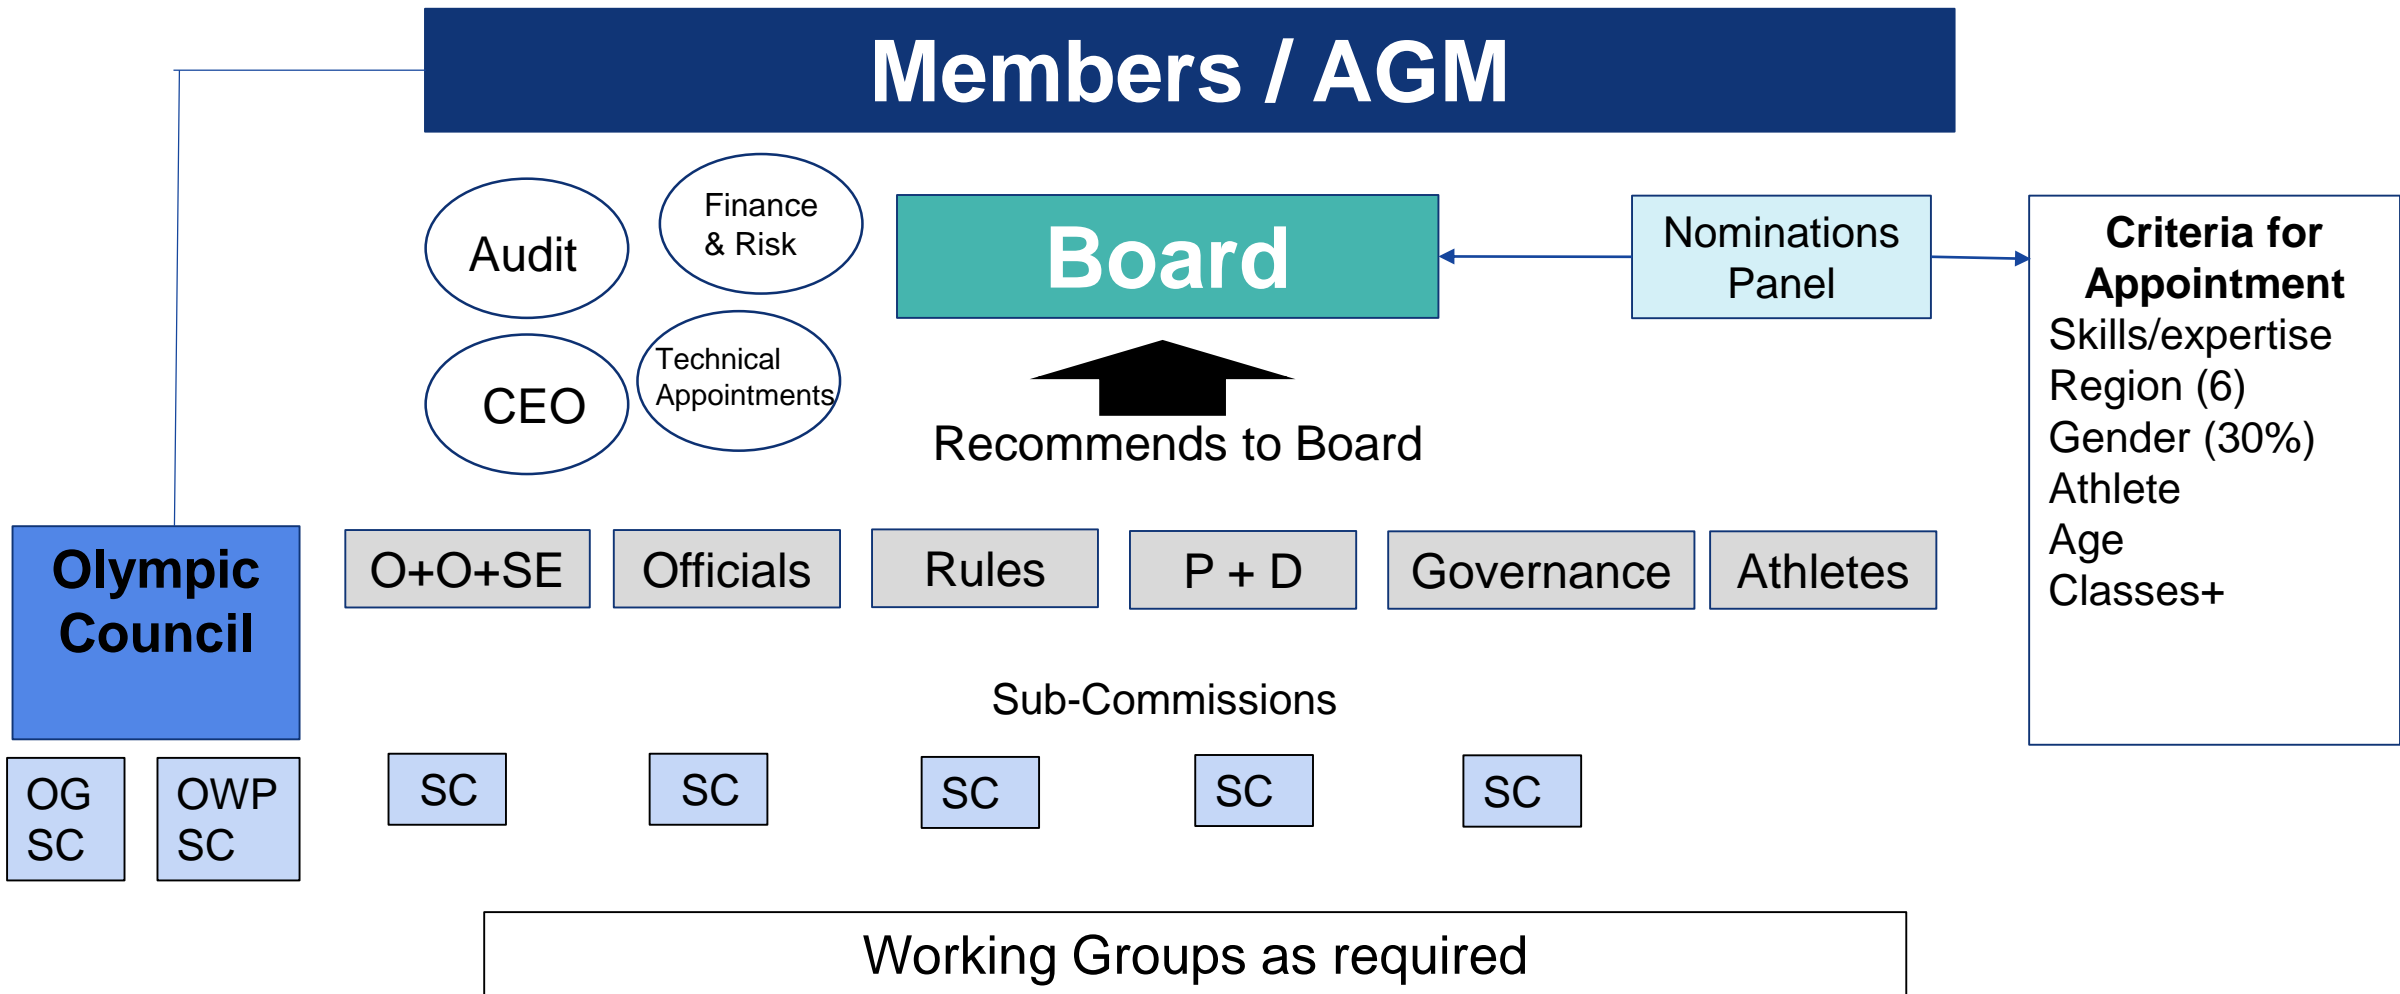 Members / AGM
Audit
Finance
& Risk
CEO
Technical
Appointments
Board
Nominations
Panel
Criteria for
Appointment
Skills/expertise
Region (6)
Gender (30%)
Athlete
Age
Classes+
Recommends to Board
Olympic
Council
O+O+SE
Officials
Rules
P + D
Governance
Athletes
Sub-Commissions
OG
SC
OWP
SC
SC
SC
SC
SC
SC
Working Groups as required